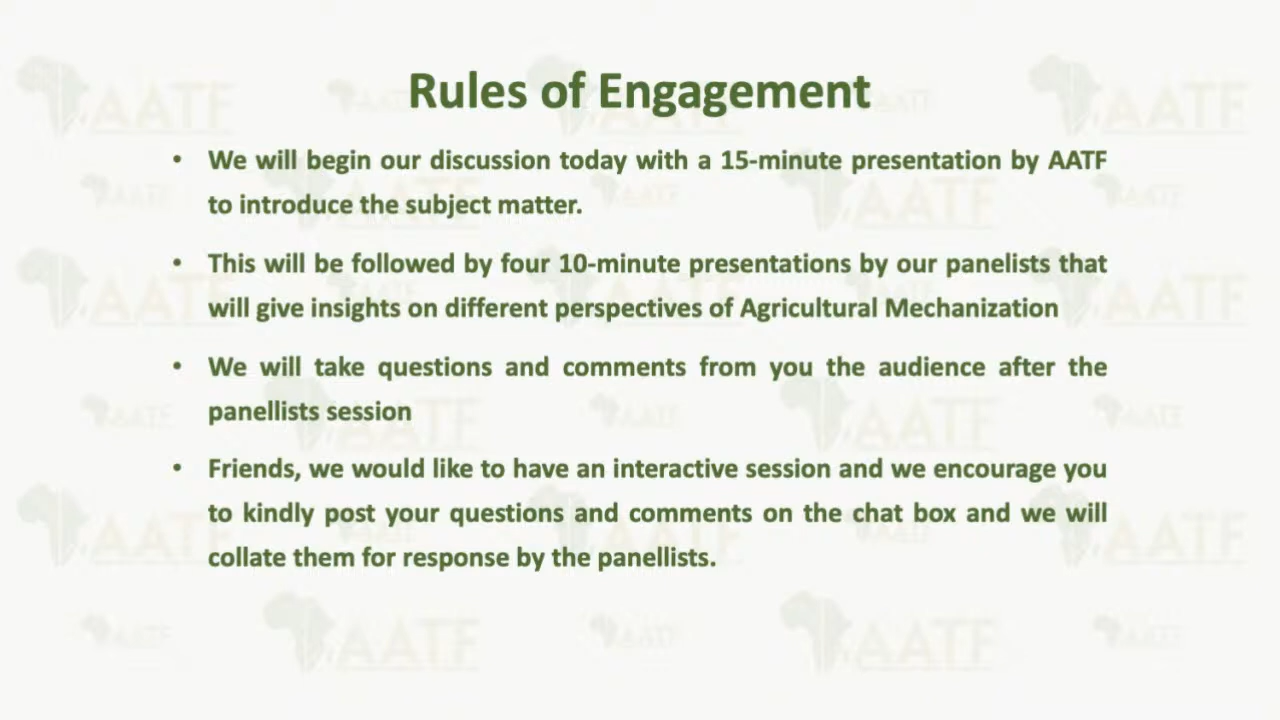 Rules of Engagement
• We will begin our discussion today with a 15-minute presentation by AATF
to introduce the subject matter.
• This will be followed by four 10-minute presentations by our panelists that
will give insights on different perspectives of Agricultural Mechanization
• We will take questions and comments from you the audience after the
panellists session
• Friends, we would like to have an interactive session and we encourage you
to kindly post your questions and comments on the chat box and we will
collate them for response by the panellists.